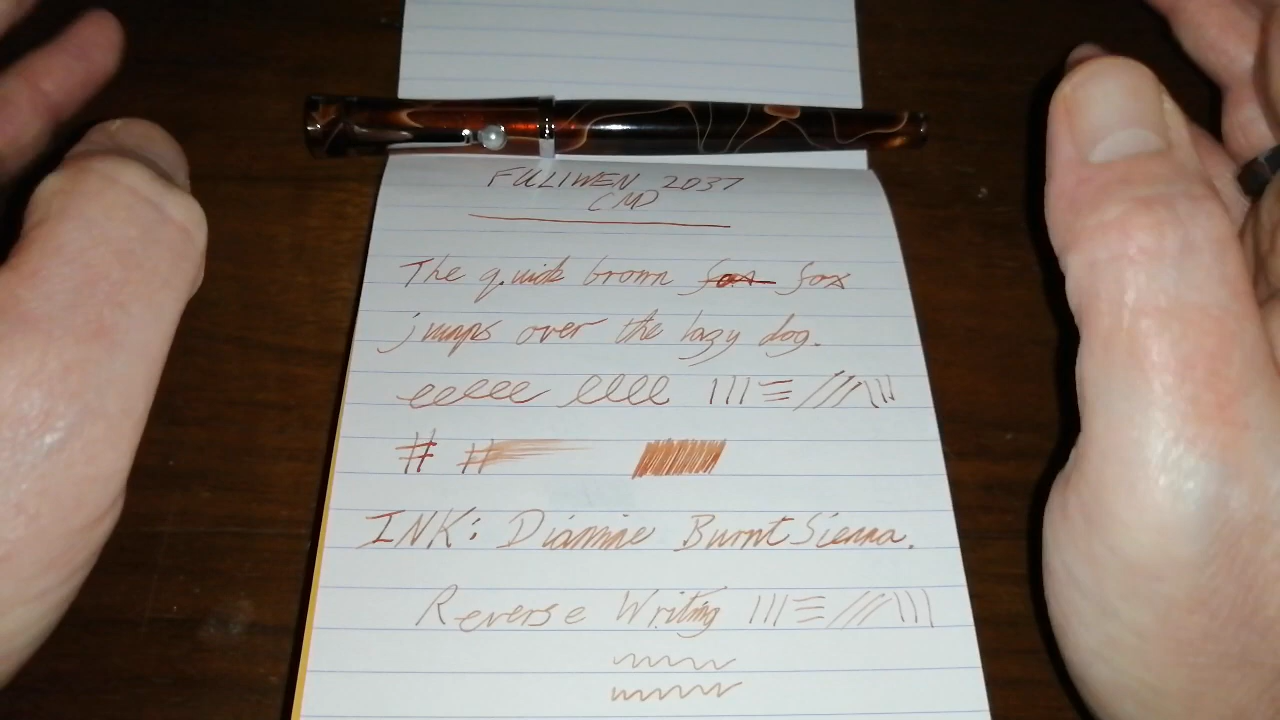 FULIWEN 2037
CMD
The quick brown fox fox
jumps over the lazy dog.
eeeee llll
# #
INK: Diamine Burnt Sienna.
Reverse Writing